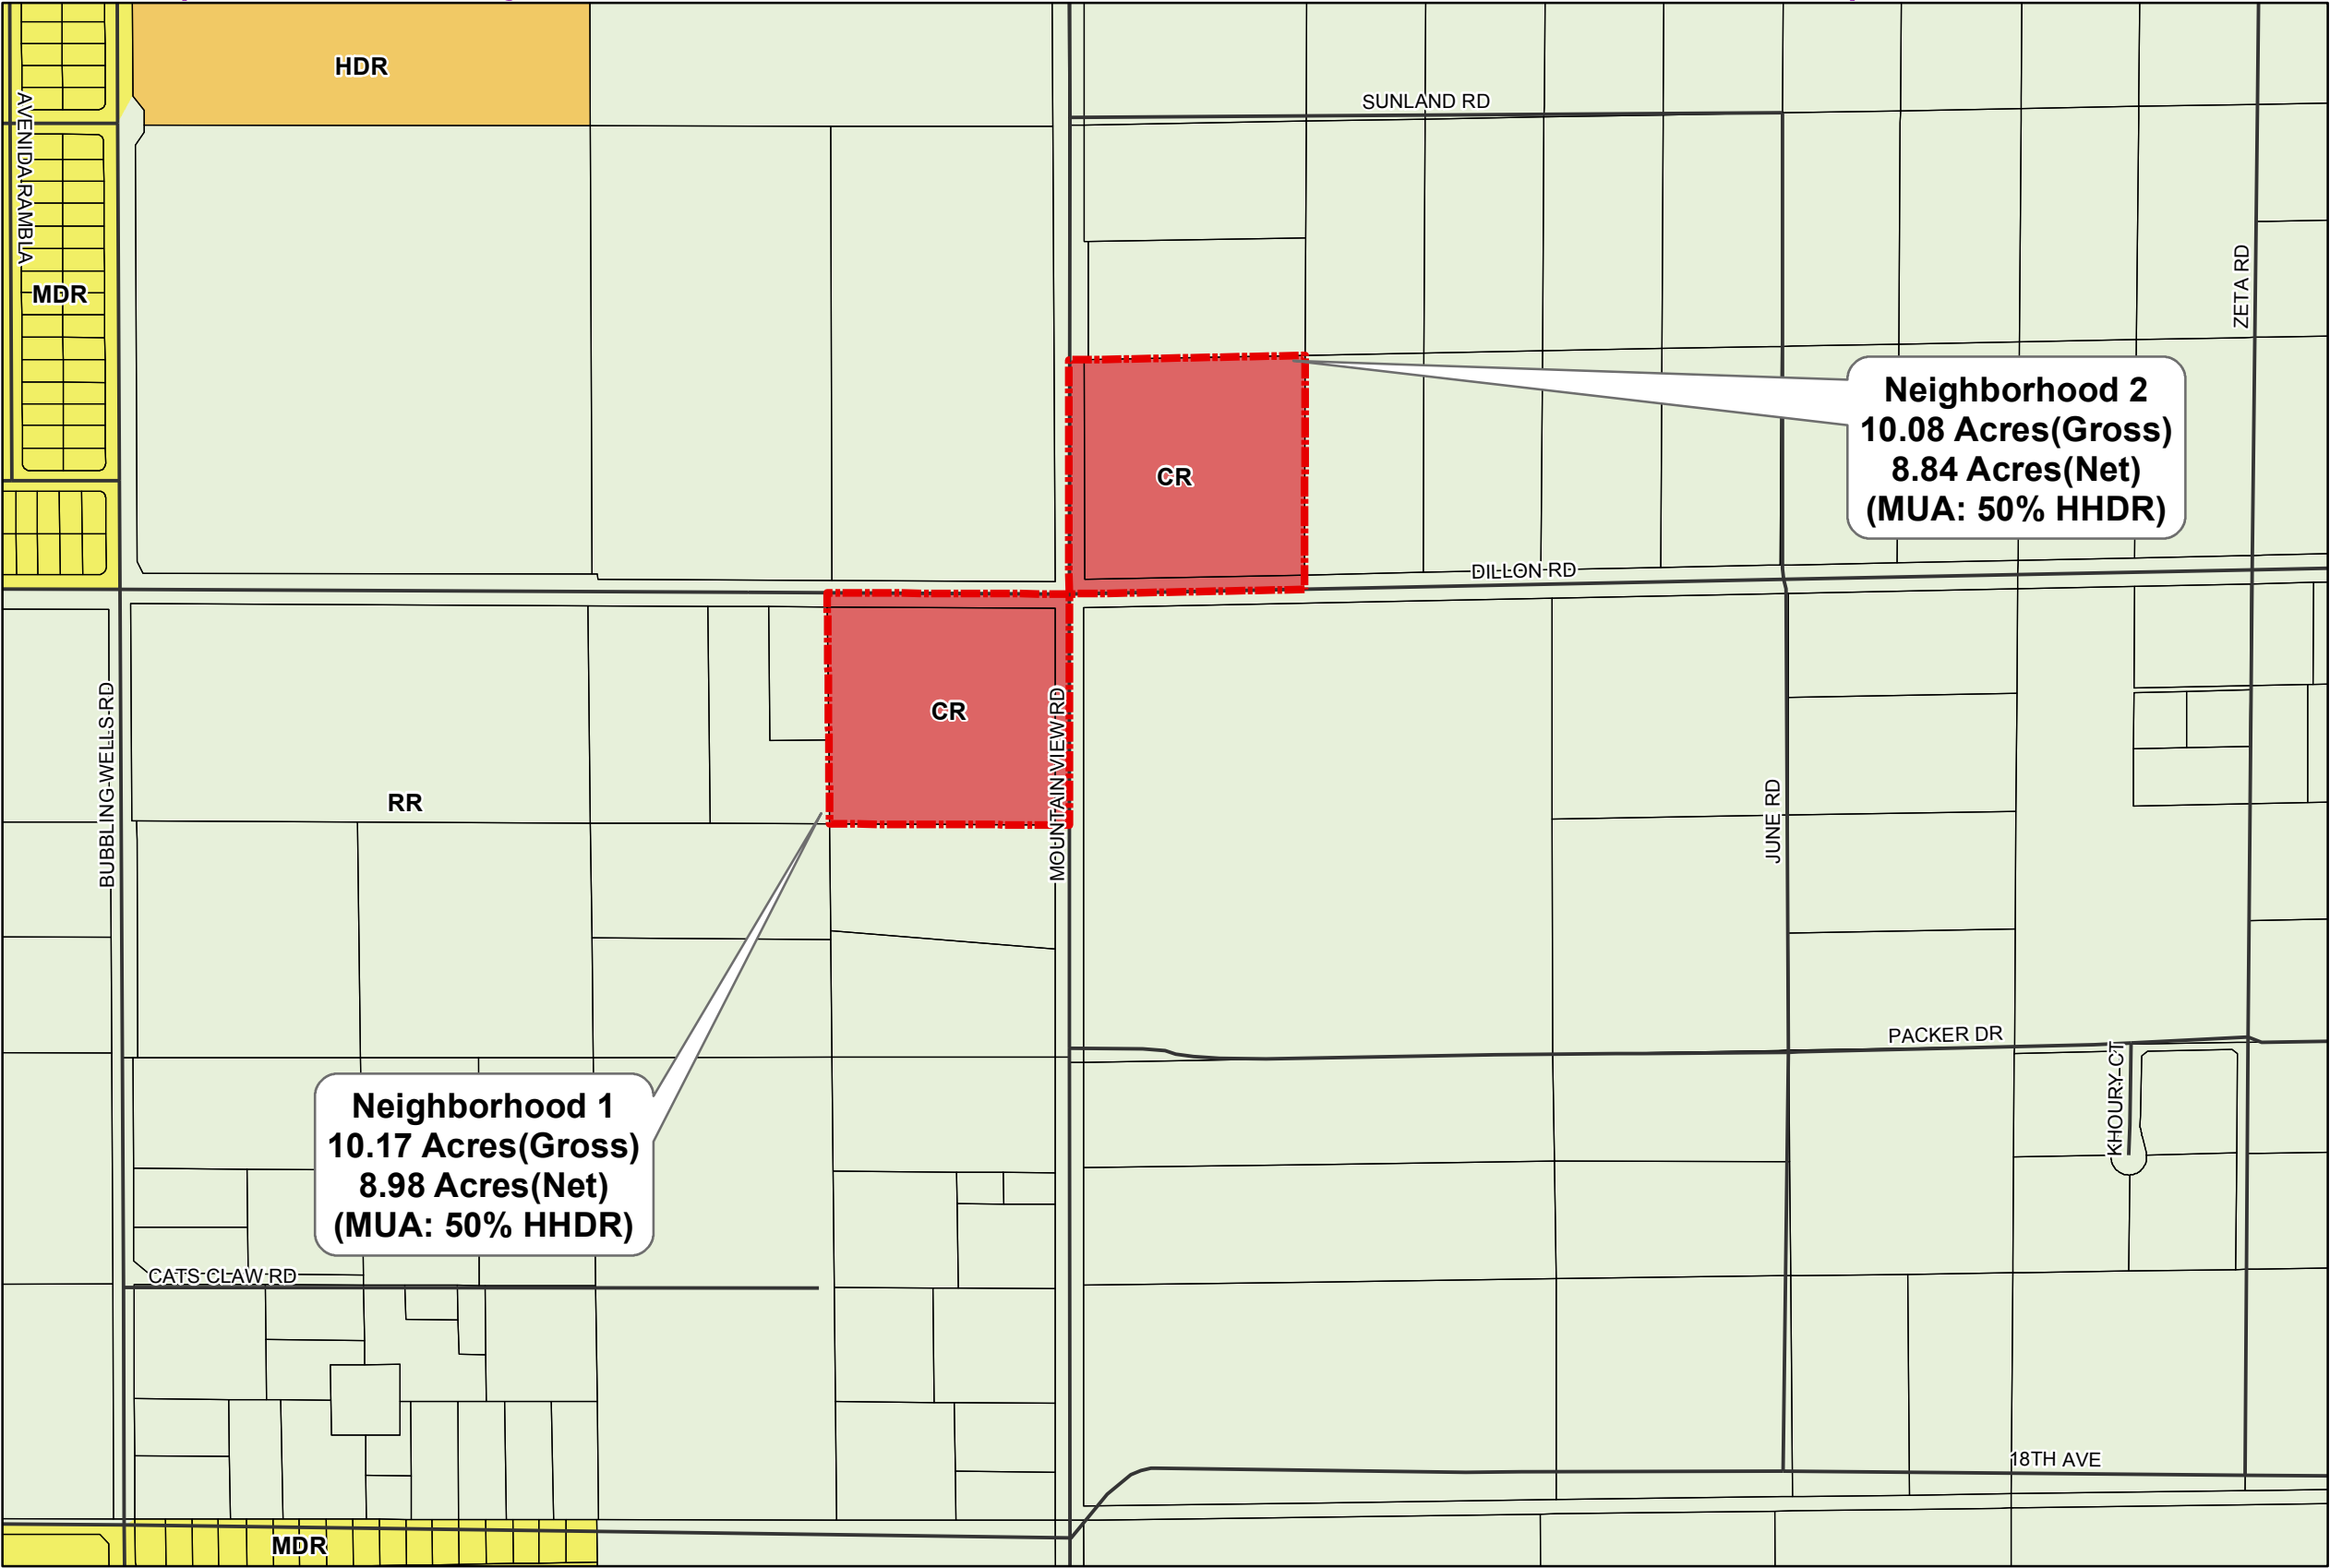 HDR
SUNLAND RD
AVENIDA RAMBLA
MDR
ZETA RD
Neighborhood 2
10.08 Acres(Gross)
8.84 Acres(Net)
(MUA: 50% HHDR)
CR
DILLON RD
CR
BUBBLING WELLS RD
MOUNTAIN VIEW RD
RR
JUNE RD
PACKER DR
KHOURY CT
Neighborhood 1
10.17 Acres(Gross)
8.98 Acres(Net)
(MUA: 50% HHDR)
CATS CLAW RD
18TH AVE
MDR